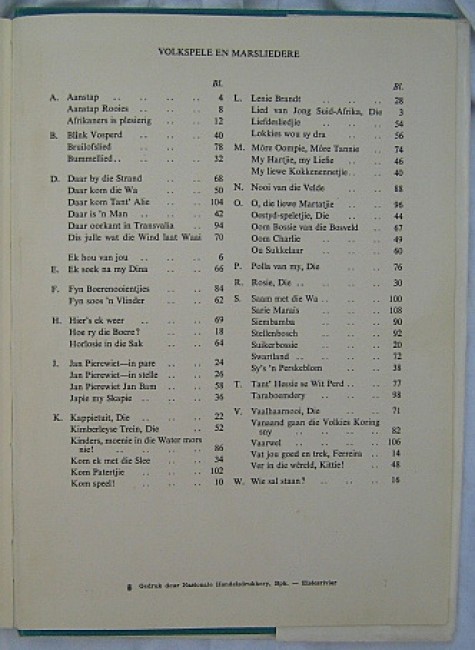 VOLKSPELE EN MARSLIEDERE
Bl.
A. Aanstap .. .. .. .. 4
Aanstap Rooies .. .. .. 8
Afrikaners is plesierig .. .. 12
B. Blink Vosperd .. .. .. 40
Bruilofslied .. .. .. 78
Bummellied .. .. .. .. 32
D. Daar by die Strand .. .. 68
Daar kom die Wa .. .. .. 50
Daar kom Tant' Alie .. .. 104
Daar is 'n Man .. .. .. 42
Daar oorkant in Transvalia .. 94
Dis julle wat die Wind laat Waai 70
Ek hou van jou .. .. .. 6
E. Ek soek na my Dina .. .. 66
F. Fyn Boerenooientjies .. .. 84
Fyn soos 'n Vlinder .. .. 62
H. Hier's ek weer .. .. .. 69
Hoe ry die Boere? .. .. 18
Horlosie in die Sak .. .. 64
J. Jan Pierewiet—in pare .. .. 24
Jan Pierewiet—in stelle .. .. 26
Jan Pierewiet Jan Bum .. .. 58
Japie my Skapie .. .. .. 36
K. Kappietuit, Die .. .. .. 22
Kimberleyse Trein, Die .. .. 52
Kinders, moenie in die Water mors
nie! .. .. .. .. 86
Kom ek met die Slee .. .. 34
Kom Patertjie .. .. .. 102
Kom speel! .. .. .. .. 10
Bl.
L. Lenie Brandt .. .. .. 28
Lied van Jong Suid-Afrika, Die 3
Liefdesliedjie .. .. .. 54
Lokkies wou sy dra .. .. 56
M. Môre Oompie, Môre Tannie .. 74
My Hartjie, my Liefie .. .. 46
My liewe Kokkenennetjie.. .. 40
N. Nooi van die Velde .. .. 88
O. O, die liewe Martatjie .. .. 96
Oestyd-speletjie, Die .. .. 44
Oom Bossie van die Bosveld .. 67
Oom Charlie .. .. .. 49
Ou Sukkelaar .. .. .. 60
P. Polla van my, Die .. .. 76
R. Rosie, Die .. .. .. .. 30
S. Saam met die Wa .. .. .. 100
Sarie Marais .. .. .. 108
Siembamba .. .. .. 90
Stellenbosch .. .. .. 92
Suikerbossie .. .. .. 20
Swartland .. .. .. .. 72
Sy's 'n Perskeblom .. .. 38
T. Tant' Hessie se Wit Perd .. .. 77
Taraboemdery .. .. .. 98
V. Vaalhaarnooi, Die .. .. 71
Vanaand gaan die Volkies Koring
sny .. .. .. .. 82
Vaarwel .. .. .. .. 106
Vat jou goed en trek, Ferreira .. 14
Ver in die wêreld, Kittie! .. 48
W. Wie sal staan? .. .. .. 16
Gedruk deur Nasionale Handelsdrukkery, Bpk. — Elsiesrivier